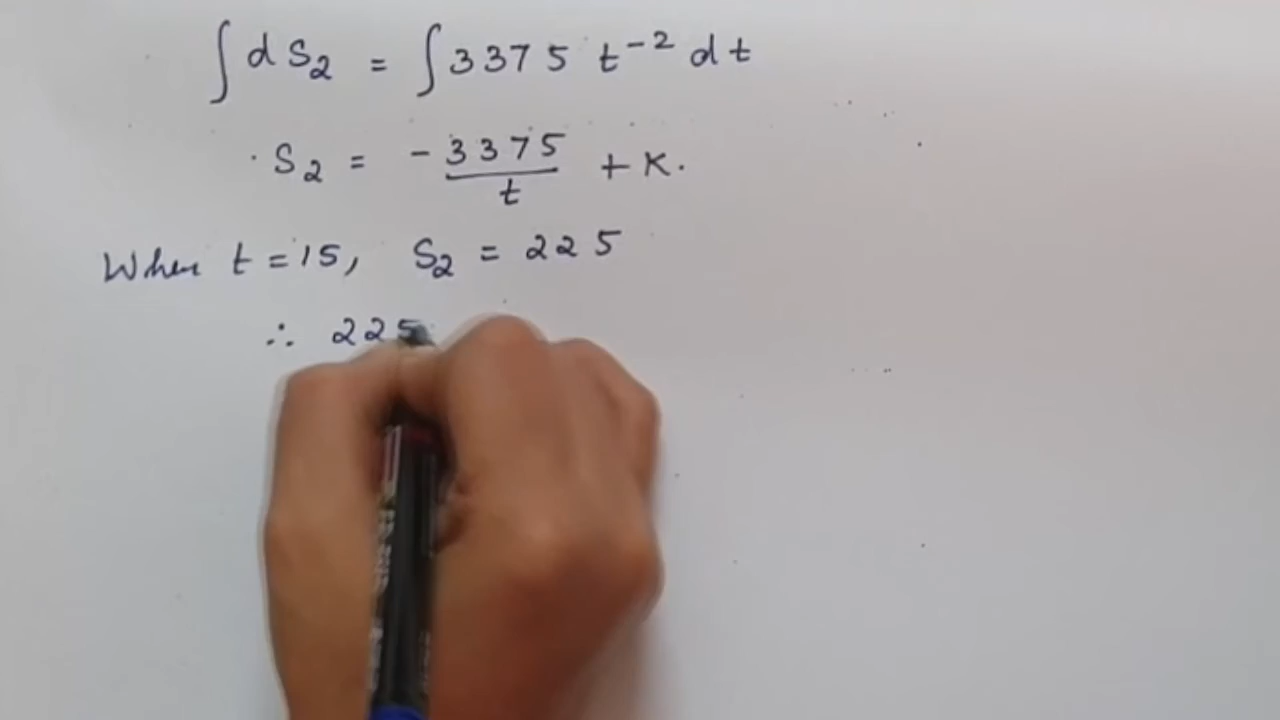 ∫ d S₂ = ∫ 3375 t⁻² dt
S₂ = - 3375/t + K.
When t = 15, S₂ = 225
∴ 225